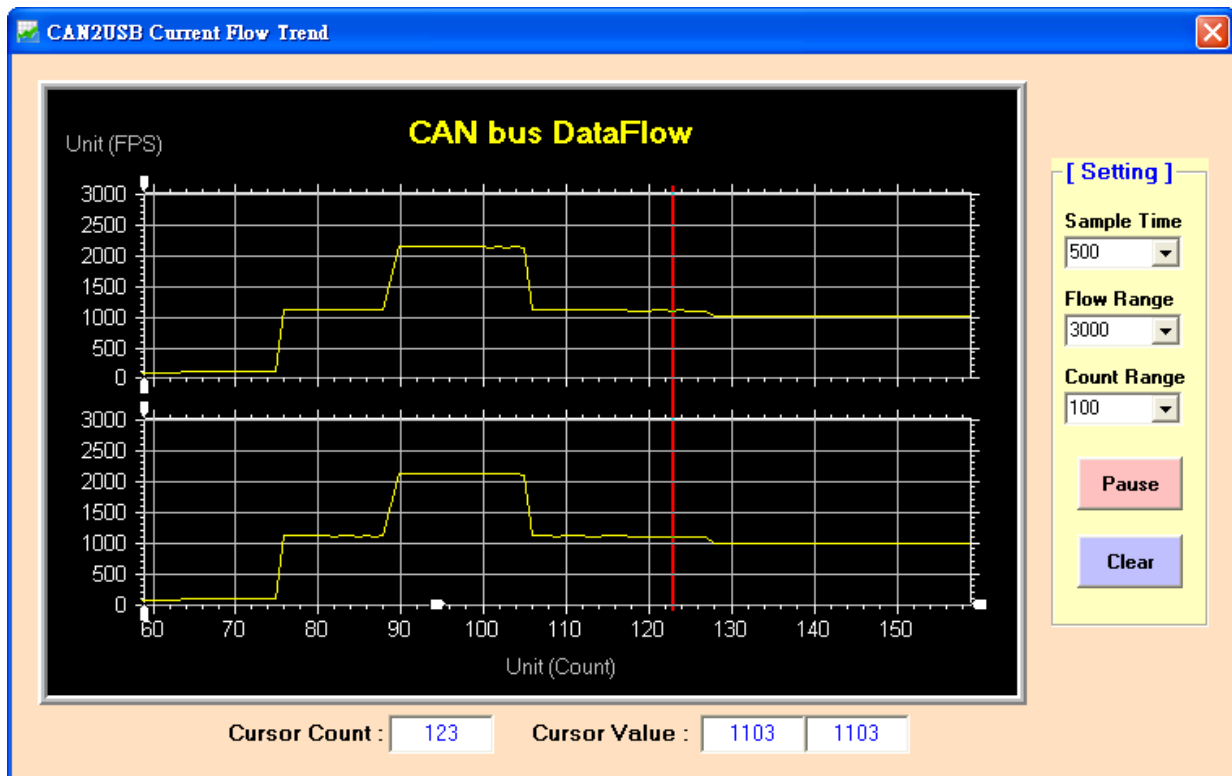 CAN2USB Current Flow Trend
CAN bus DataFlow
Unit (FPS)
3000
2500
2000
1500
1000
500
0
3000
2500
2000
1500
1000
500
0
60 70 80 90 100 110 120 130 140 150
Unit (Count)
[ Setting ]
Sample Time
500
Flow Range
3000
Count Range
100
Pause
Clear
Cursor Count : 123 Cursor Value : 1103 1103